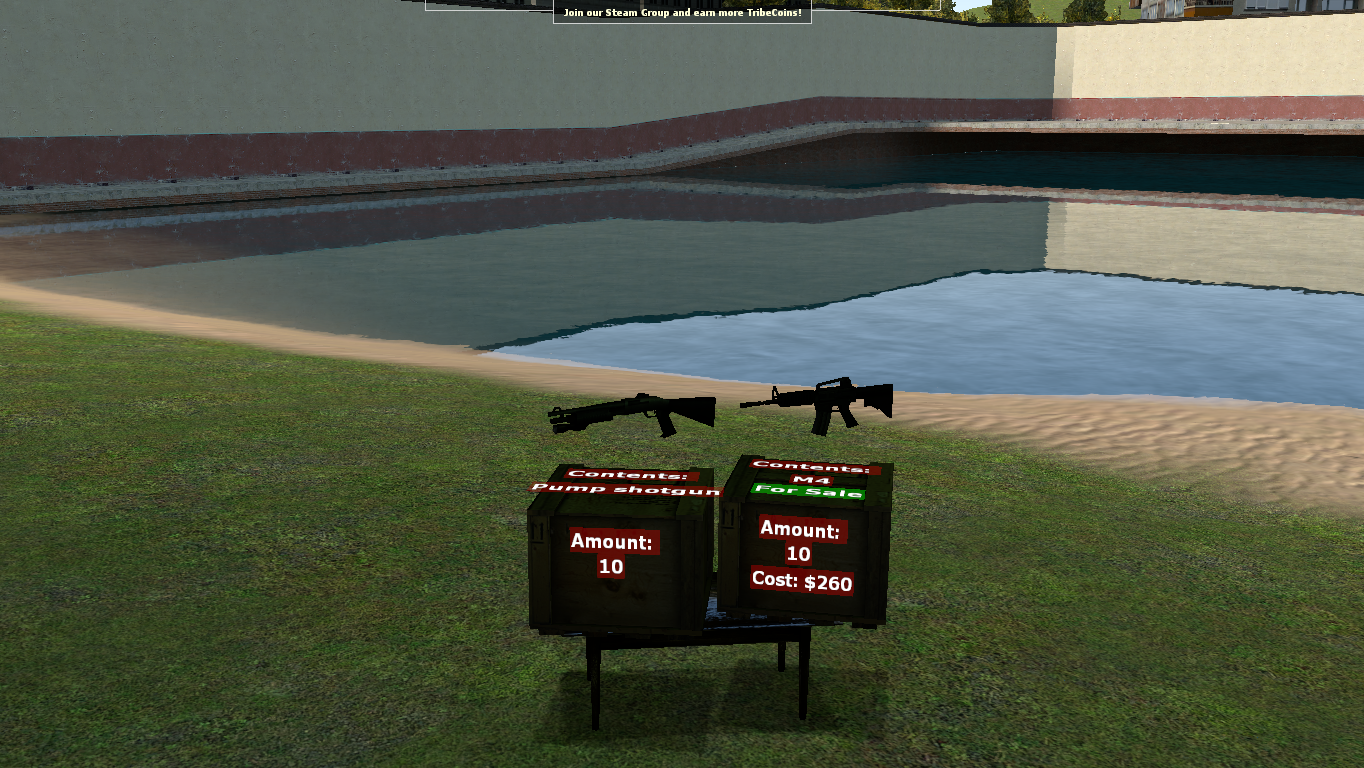 Join our Steam Group and earn more TribeCoins!
Contents:
Pump shotgun
Amount:
10
Contents:
M4
For Sale
Amount:
10
Cost: $260